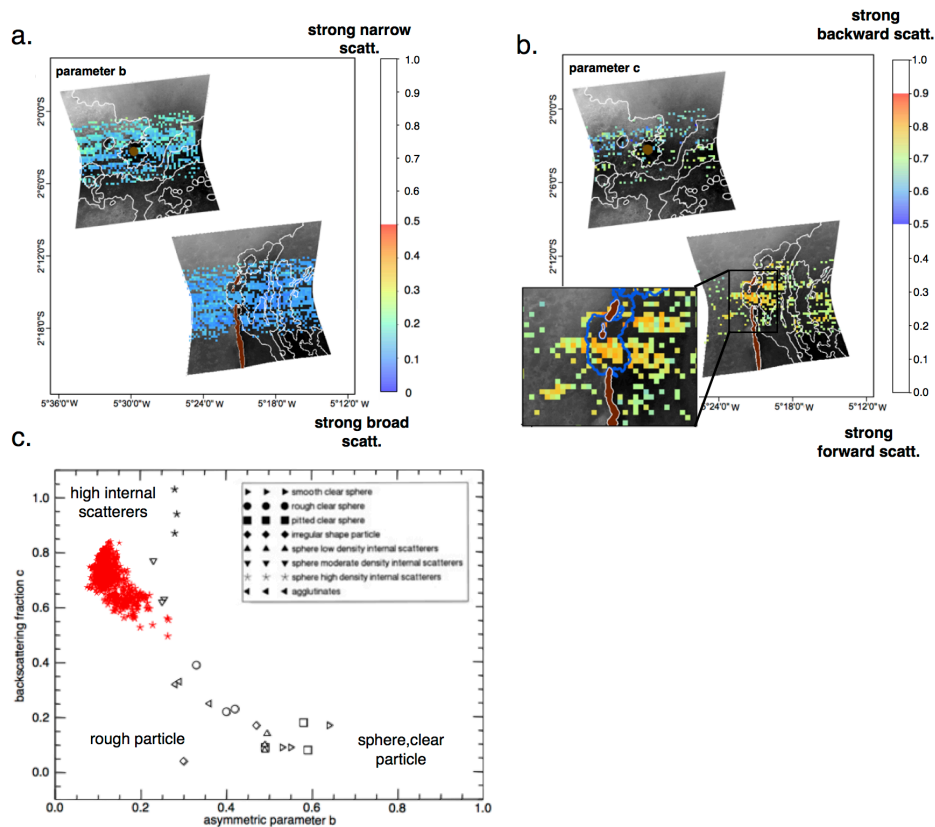 a.
strong narrow
scatt.
parameter b
1.0
0.9
0.8
0.7
0.6
0.5
0.4
0.3
0.2
0.1
0
2°0'0"S
2°6'0"S
2°12'0"S
2°18'0"S
5°36'0" W
5°30'0" W
5°24'0" W
5°18'0" W
5°12'0" W
strong broad
scatt.
b.
strong
backward scatt.
parameter c
1.0
0.9
0.8
0.7
0.6
0.5
0.4
0.3
0.2
0.1
0.0
2°0'0"S
2°6'0"S
5°24'0" W
5°18'0" W
5°12'0" W
strong
forward scatt.
c.
high internal
scatterers
smooth clear sphere
rough clear sphere
pitted clear sphere
irregular shape particle
sphere low density internal scatterers
sphere moderate density internal scatterers
sphere high density internal scatterers
agglutinates
rough particle
sphere,clear
particle
backscattering fraction c
1.0
0.8
0.6
0.4
0.2
0.0
0.0
0.2
0.4
0.6
0.8
1.0
asymmetric parameter b